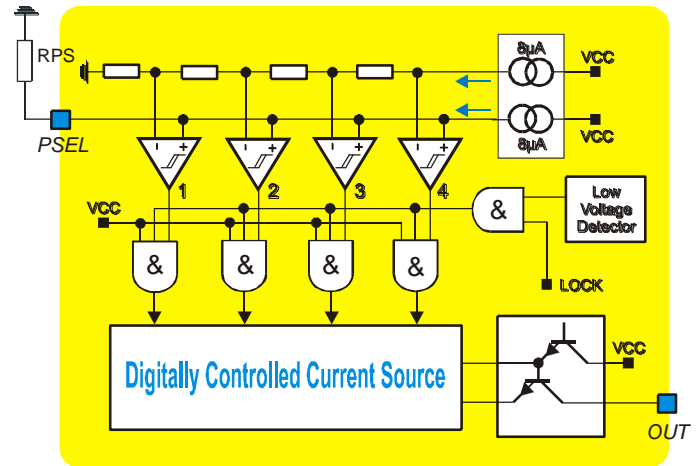 8µA
RPS
VCC
PSEL
8µA
VCC
- + - + - + - +
1 2 3 4
VCC
&
Low
Voltage
Detector
& & & &
LOCK
Digitally Controlled Current Source
VCC
OUT